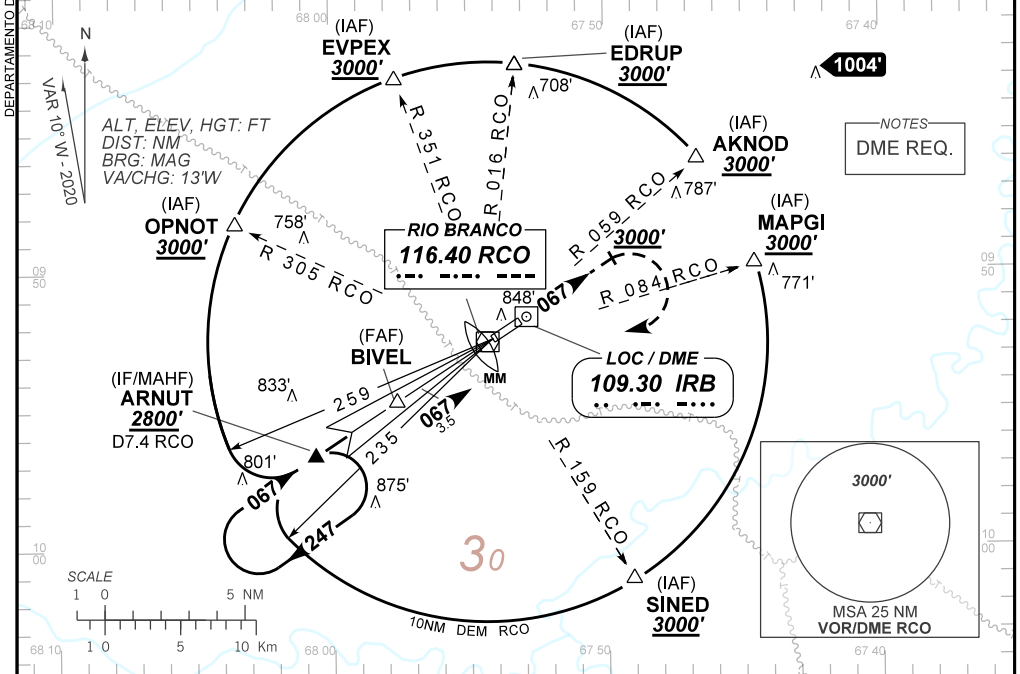 DEPARTAMENTO D
68 10
68 00
67 50
67 40
N
VAR 10° W - 2020
ALT, ELEV, HGT: FT
DIST: NM
BRG: MAG
VA/CHG: 13'W
(IAF)
EVPEX
3000'
(IAF)
EDRUP
3000'
708'
1004'
NOTES
DME REQ.
(IAF)
AKNOD
3000'
787'
(IAF)
MAPGI
3000'
771'
(IAF)
OPNOT
3000'
758'
R 351 RCO
R 016 RCO
R 059 RCO
R 084 RCO
R 305 RCO
RIO BRANCO
116.40 RCO
3000'
067
848'
09
50
09
50
(FAF)
BIVEL
MM
LOC / DME
109.30 IRB
(IF/MAHF)
ARNUT
2800'
D7.4 RCO
833'
259
235
067
3.5
801'
067
875'
247
R 159 RCO
30
(IAF)
SINED
3000'
10NM DEM RCO
3000'
MSA 25 NM
VOR/DME RCO
10
00
10
00
SCALE
1 0 5 NM
1 0 5 10 Km
68 10
68 00
67 50
67 40